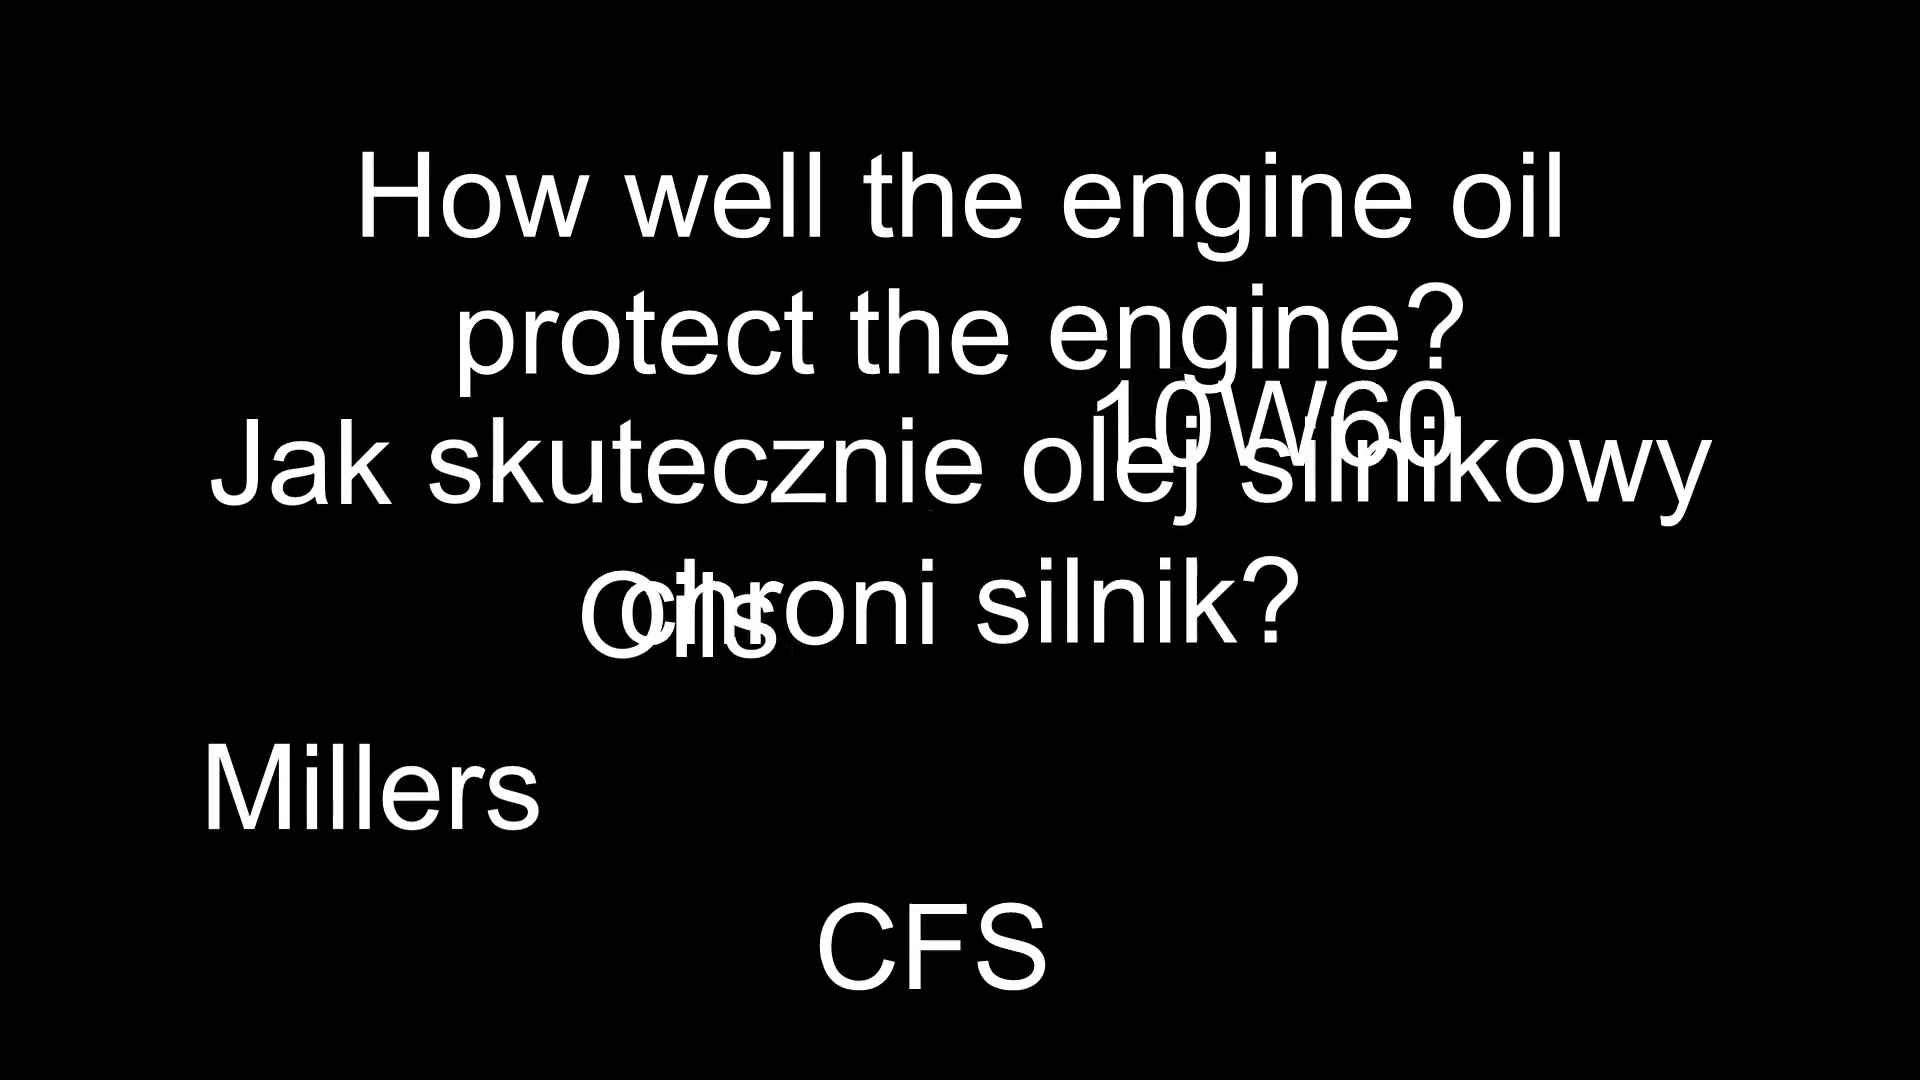 How well the engine oil
protect the engine?
10W60
Jak skutecznie olej silnikowy
chroni silnik?
Oils
Millers
CFS